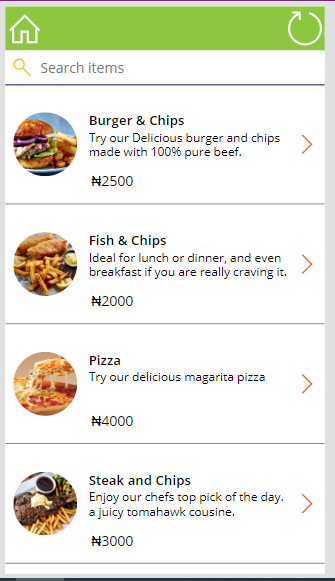 Search items
Burger & Chips
Try our Delicious burger and chips
made with 100% pure beef.
₦2500
Fish & Chips
Ideal for lunch or dinner, and even
breakfast if you are really craving it.
₦2000
Pizza
Try our delicious magarita pizza
₦4000
Steak and Chips
Enjoy our chefs top pick of the day.
a juicy tomahawk cousine.
₦3000